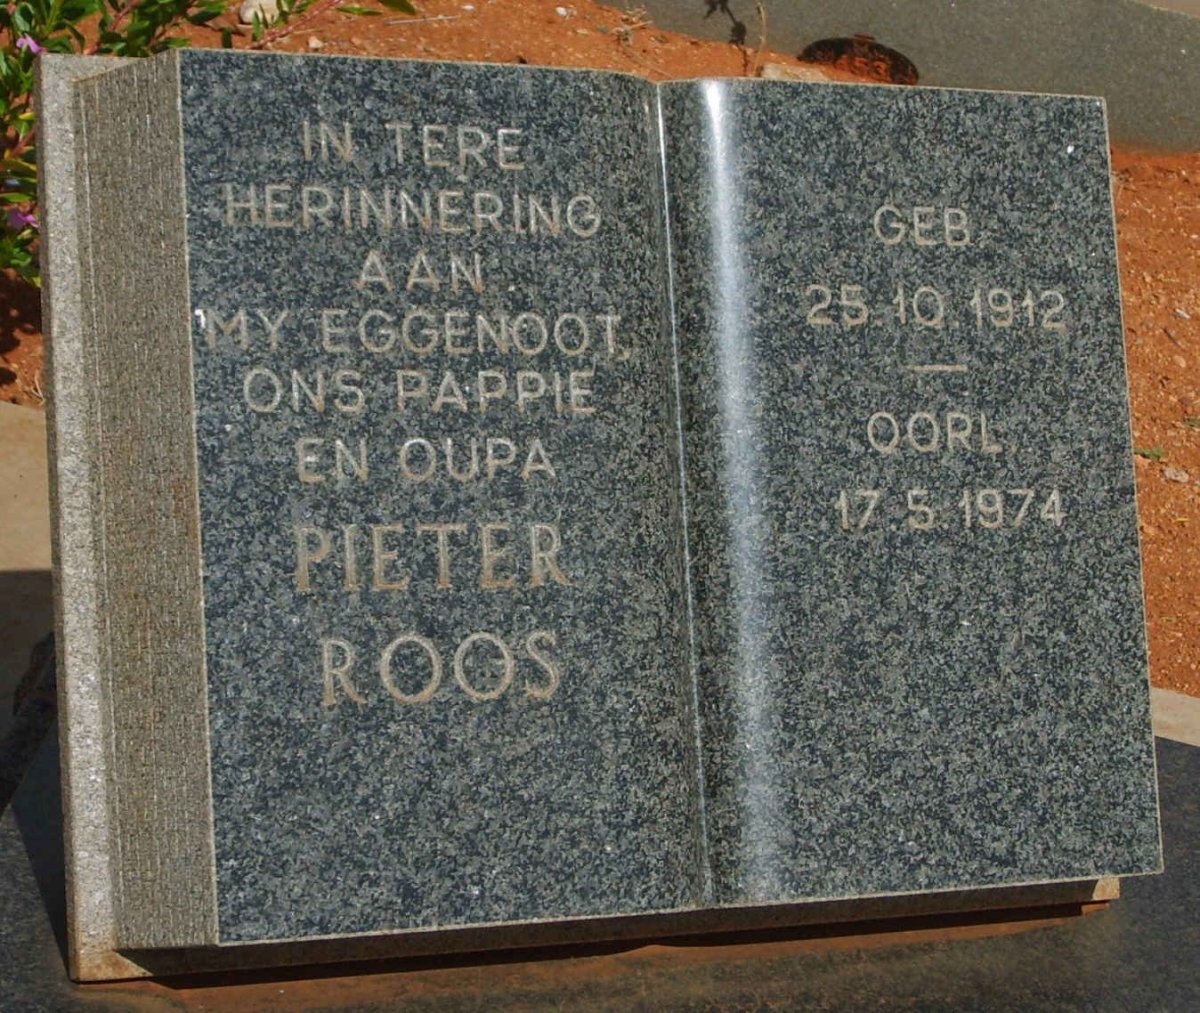 IN TERE
HERINNERING
AAN
MY EGGENOOT,
ONS PAPPIE
EN OUPA
PIETER
ROOS
GEB.
25.10.1912
—
OORL.
17.5.1974
53